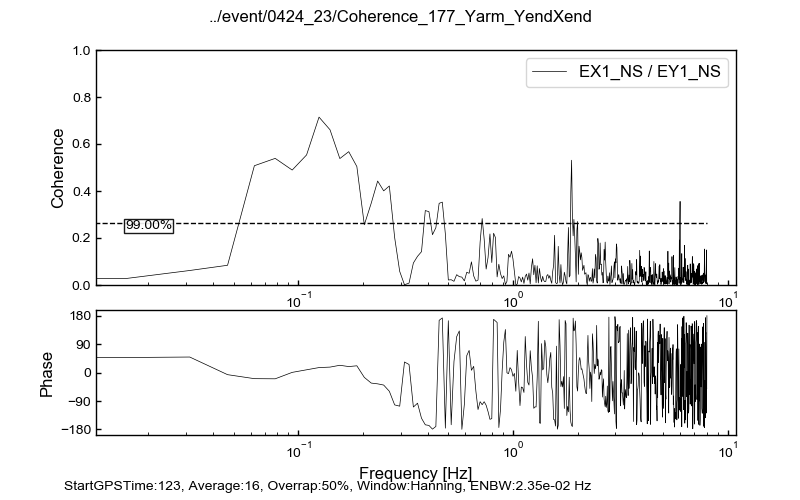 ../event/0424_23/Coherence_177_Yarm_YendXend
1.0
0.8
0.6
0.4
0.2
0.0
Coherence
EX1_NS / EY1_NS
99.00%
10⁻¹ 10⁰ 10¹
180
90
0
−90
−180
Phase
10⁻¹ 10⁰ 10¹
Frequency [Hz]
StartGPSTime:123, Average:16, Overrap:50%, Window:Hanning, ENBW:2.35e-02 Hz